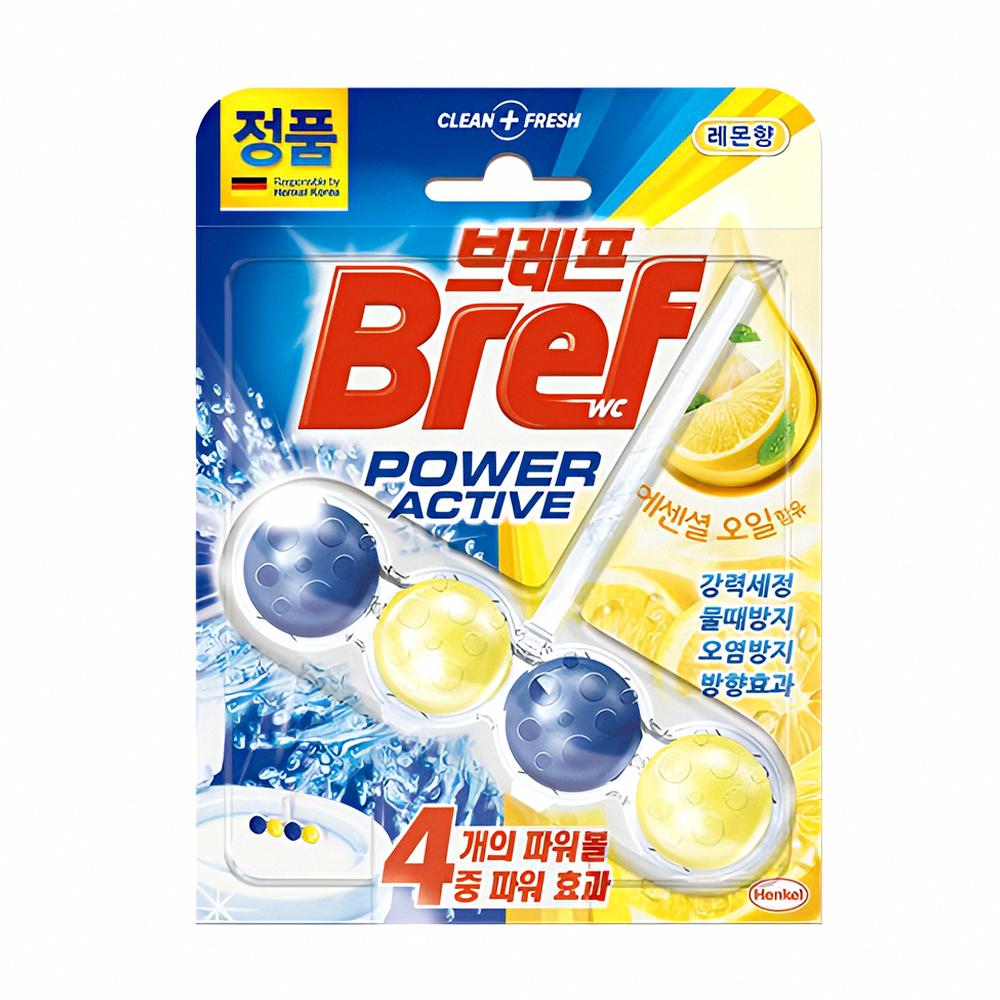 정품
Responsible by
Henkel Korea
CLEAN + FRESH
레몬향
브레프
Bref
WC
POWER
ACTIVE
에센셜 오일 함유
강력세정
물때방지
오염방지
방향효과
4개의 파워볼
4중 파워 효과
Henkel